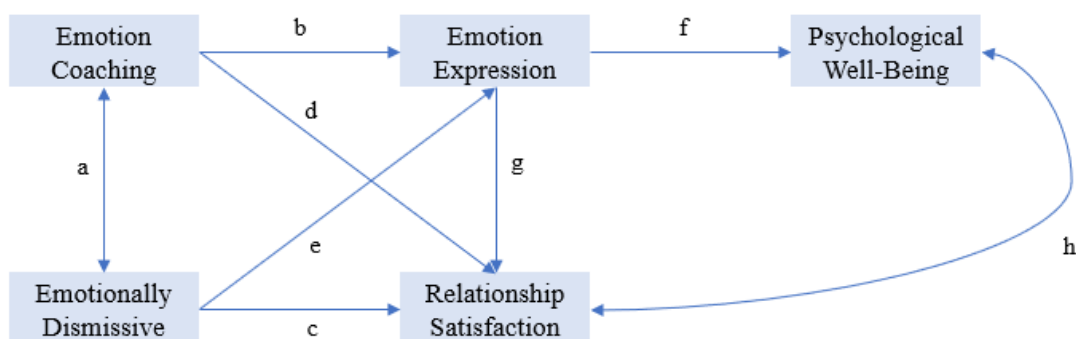 Emotion
Coaching
b
Emotion
Expression
f
Psychological
Well-Being
d
a
g
e
h
Emotionally
Dismissive
c
Relationship
Satisfaction